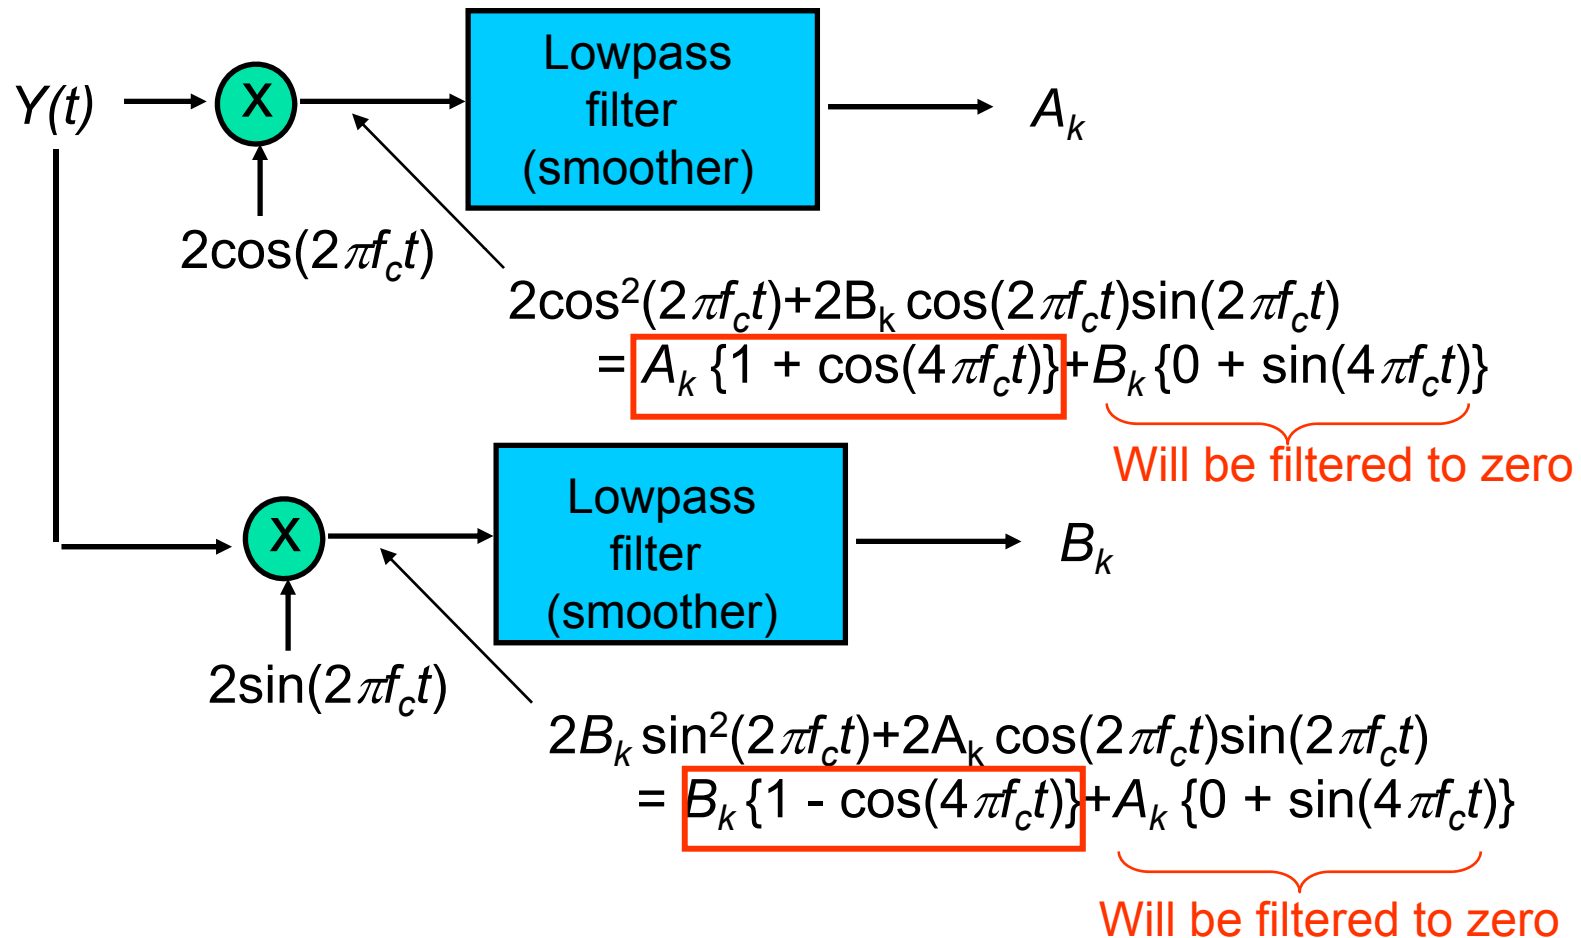 Y(t)
x
Lowpass
filter
(smoother)
A_k
2cos(2πf_ct)
2cos²(2πf_ct)+2B_k cos(2πf_ct)sin(2πf_ct)
= A_k {1 + cos(4πf_ct)}+B_k {0 + sin(4πf_ct)}
Will be filtered to zero
x
Lowpass
filter
(smoother)
B_k
2sin(2πf_ct)
2B_k sin²(2πf_ct)+2A_k cos(2πf_ct)sin(2πf_ct)
= B_k {1 - cos(4πf_ct)}+A_k {0 + sin(4πf_ct)}
Will be filtered to zero